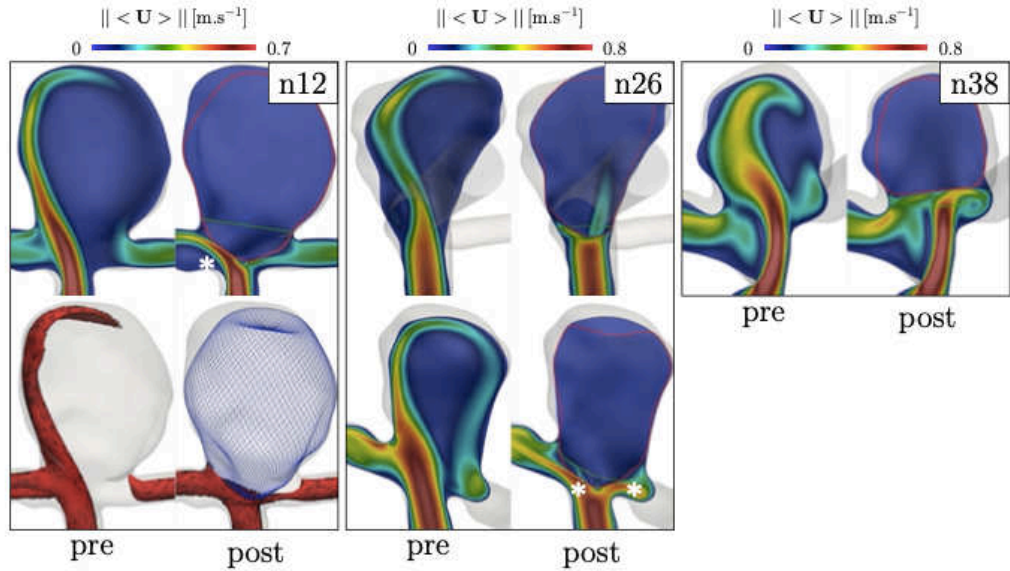 || < U > || [m.s⁻¹] || < U > || [m.s⁻¹] || < U > || [m.s⁻¹]
0 0.7 0 0.8 0 0.8
n12 n26 n38
*
pre post
* *
pre post pre post